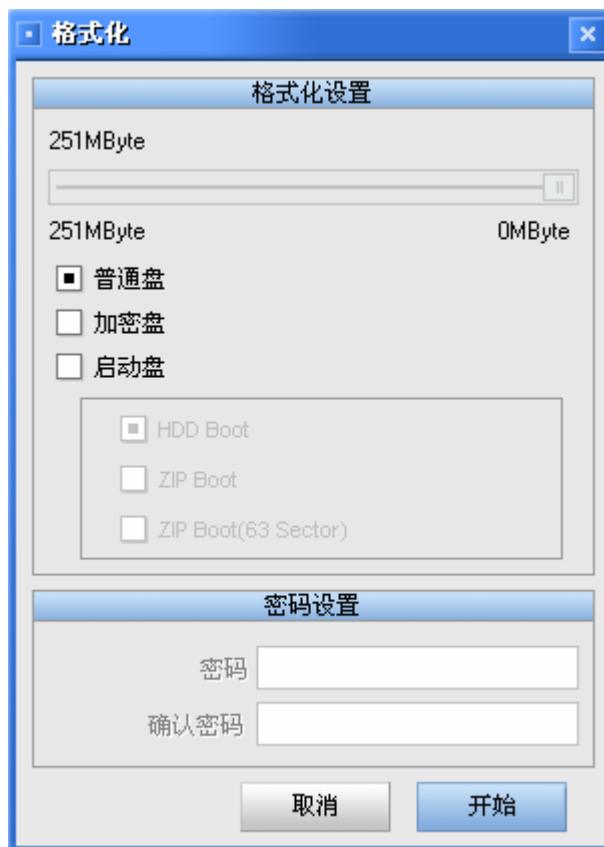 格式化
格式化设置
251MByte
251MByte 0MByte
普通盘
加密盘
启动盘
HDD Boot
ZIP Boot
ZIP Boot(63 Sector)
密码设置
密码
确认密码
取消 开始